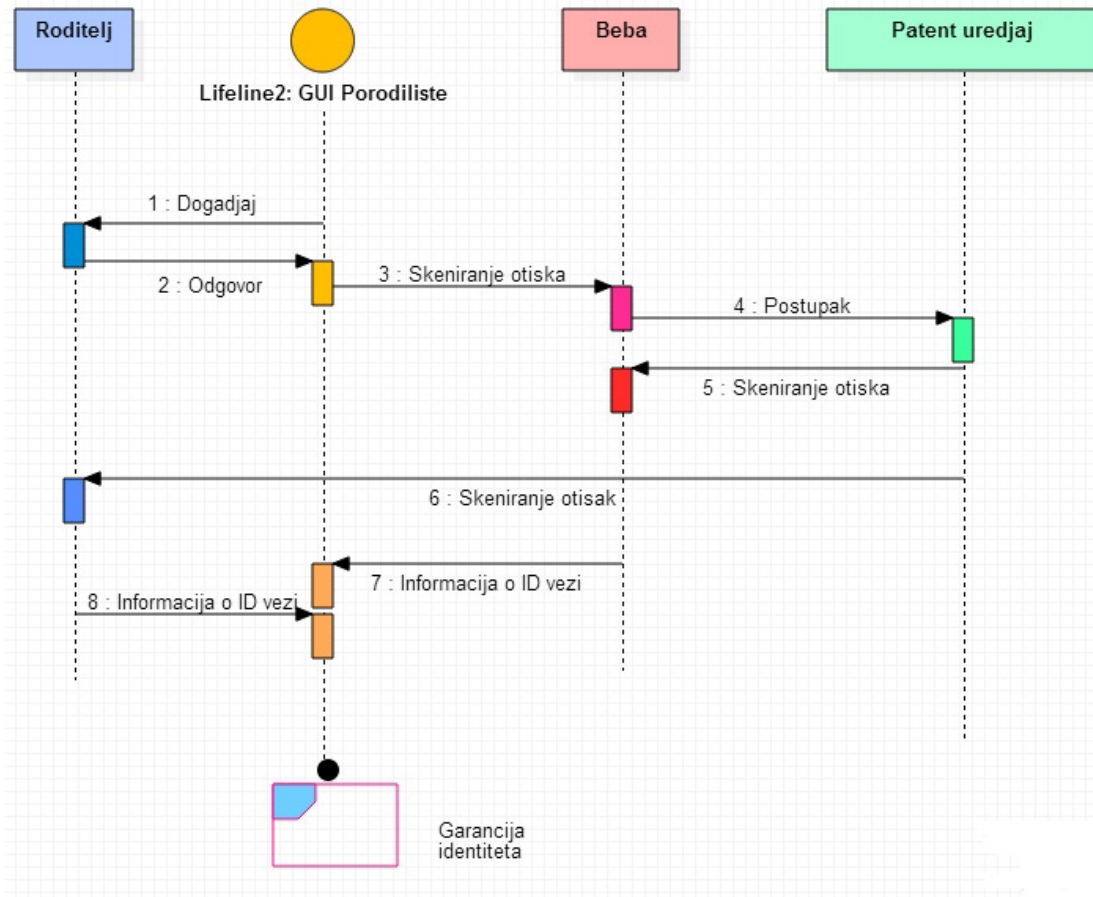 Roditelj
Beba
Patent uredjaj
Lifeline2: GUI Porodiliste
1 : Dogadjaj
2 : Odgovor
3 : Skeniranje otiska
4 : Postupak
5 : Skeniranje otiska
6 : Skeniranje otisak
7 : Informacija o ID vezi
8 : Informacija o ID vezi
Garancija
identiteta